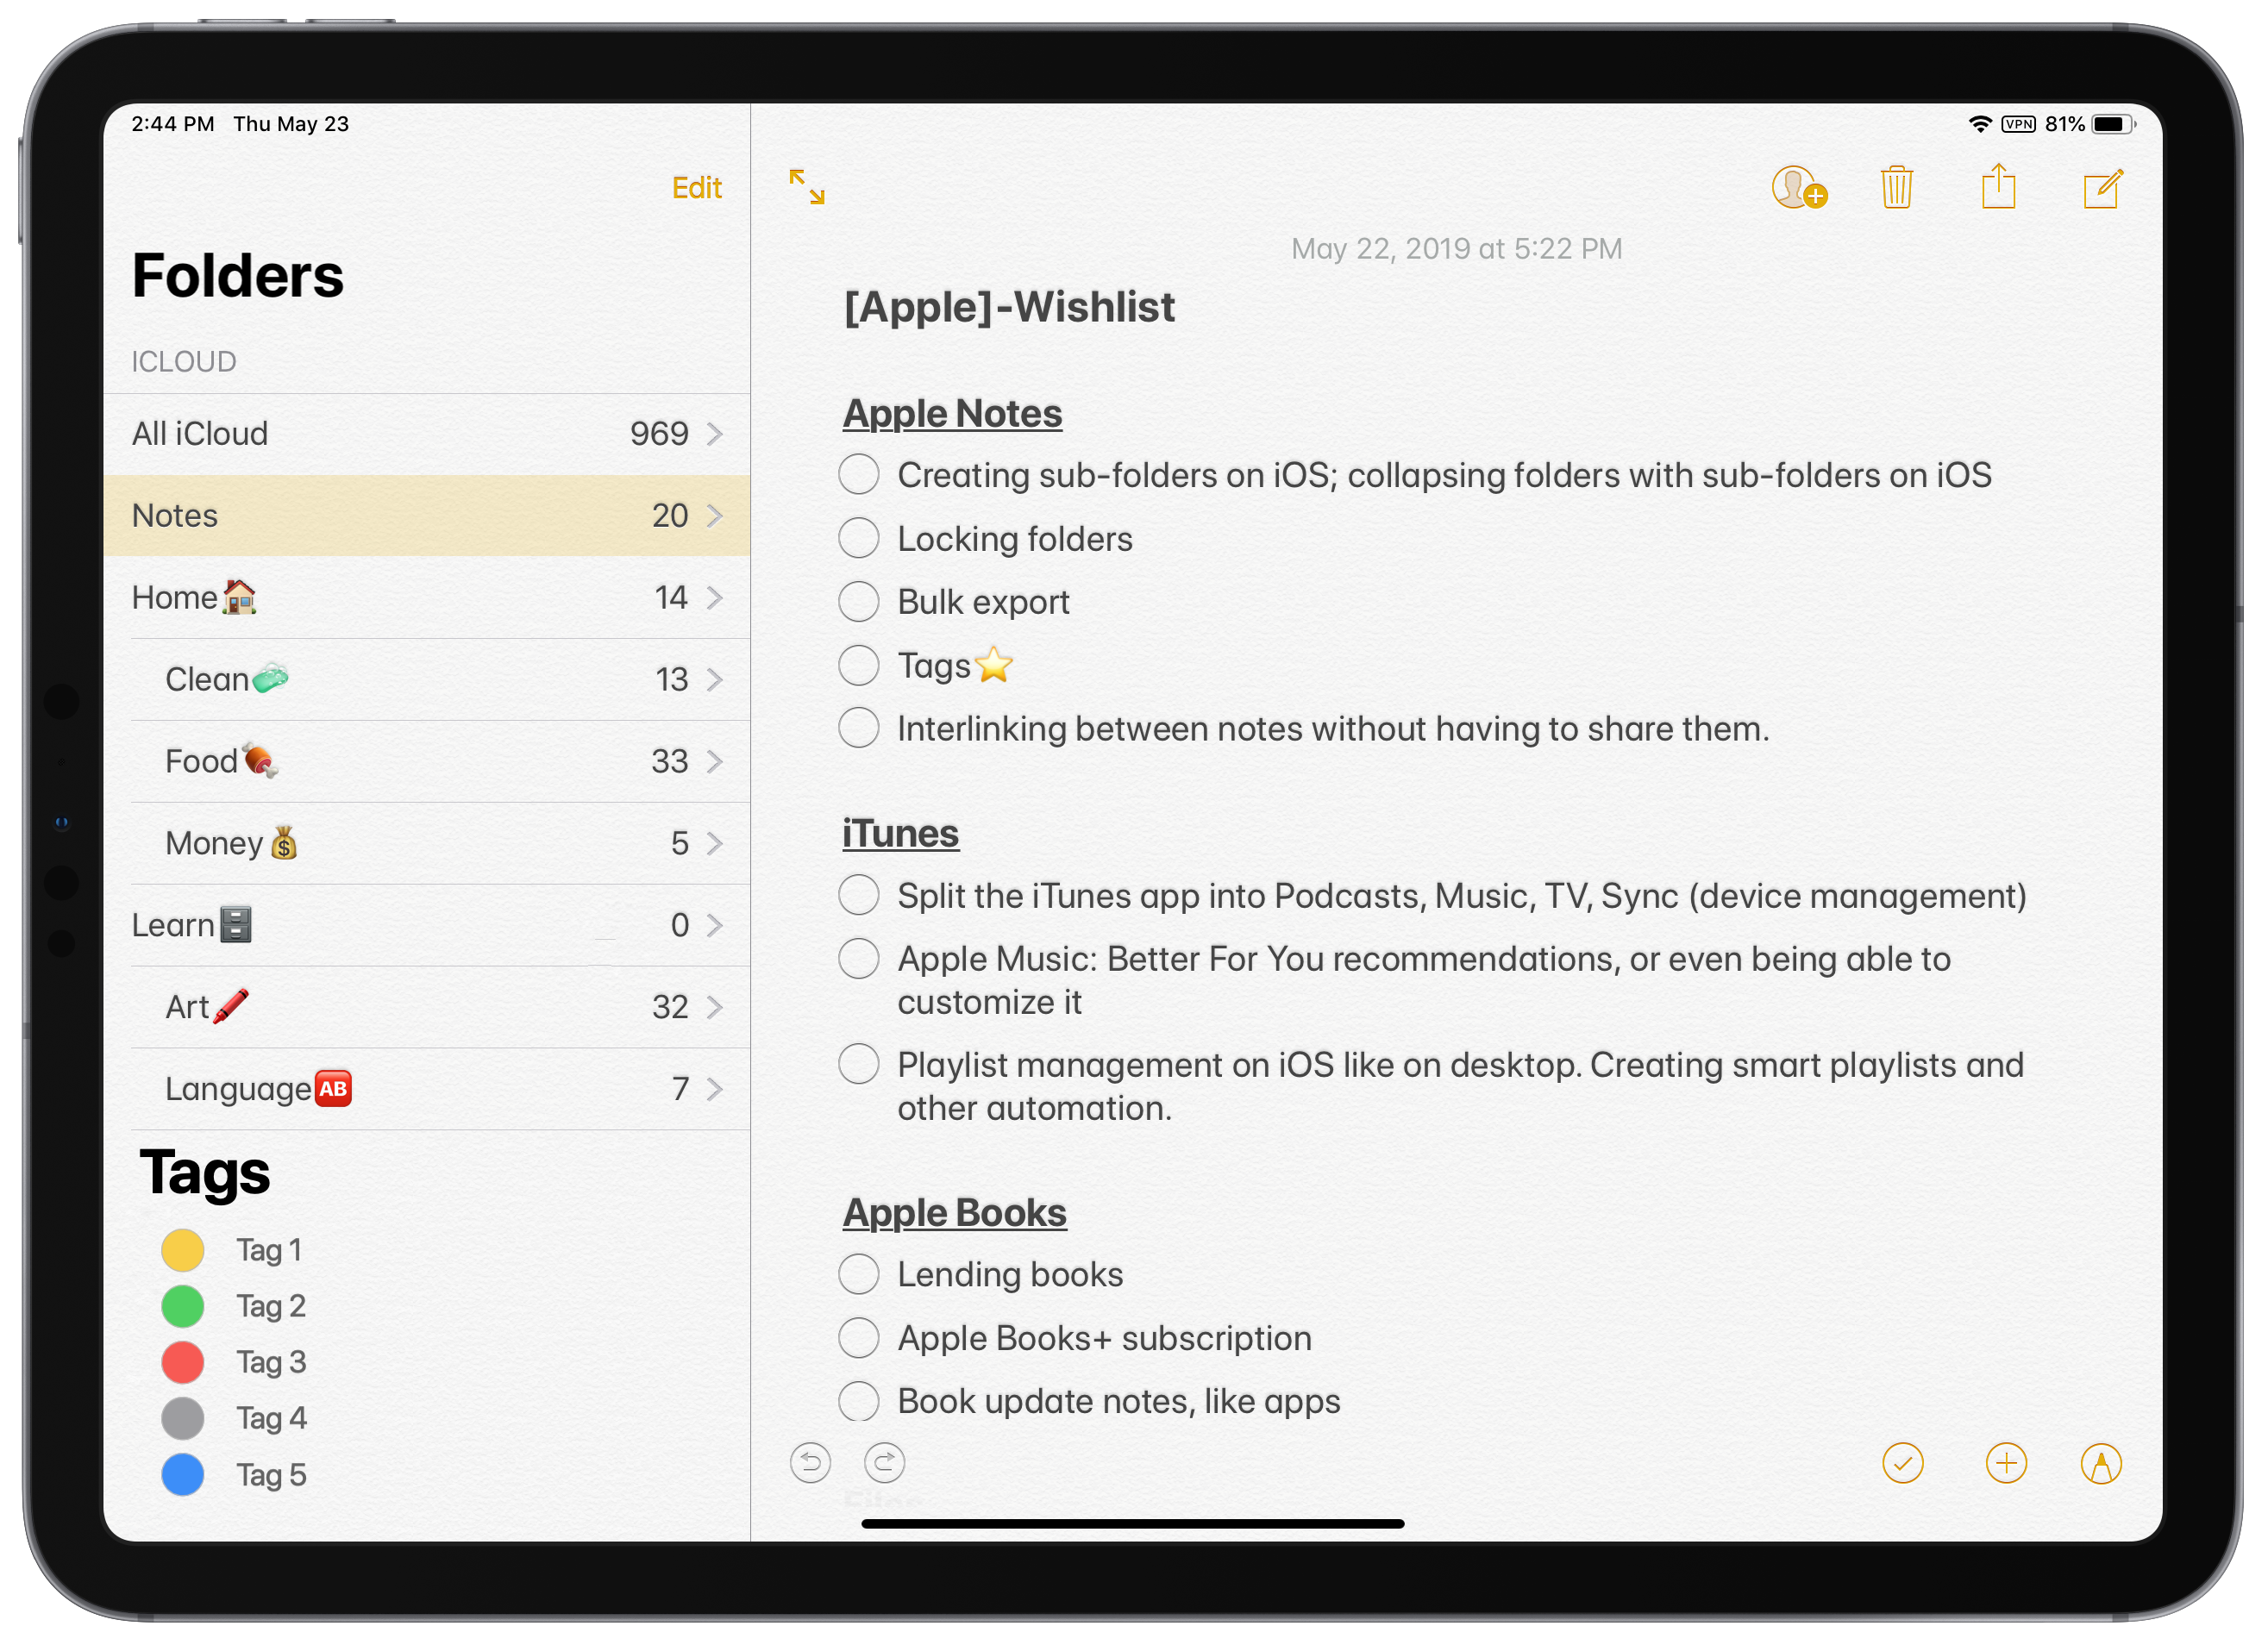 2:44 PM Thu May 23
VPN 81%
Edit
Folders
ICLOUD
All iCloud 969
Notes 20
Home🏠 14
Clean🧼 13
Food🍖 33
Money💰 5
Learn🗄 0
Art🖍 32
Language🆎 7
Tags
Tag 1
Tag 2
Tag 3
Tag 4
Tag 5
May 22, 2019 at 5:22 PM
[Apple]-Wishlist
Apple Notes
Creating sub-folders on iOS; collapsing folders with sub-folders on iOS
Locking folders
Bulk export
Tags⭐
Interlinking between notes without having to share them.
iTunes
Split the iTunes app into Podcasts, Music, TV, Sync (device management)
Apple Music: Better For You recommendations, or even being able to
customize it
Playlist management on iOS like on desktop. Creating smart playlists and
other automation.
Apple Books
Lending books
Apple Books+ subscription
Book update notes, like apps